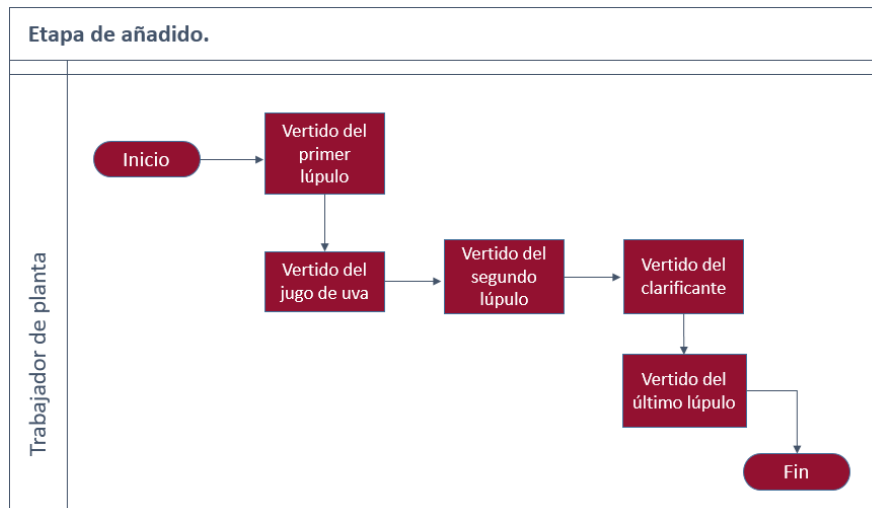 Etapa de añadido.
Trabajador de planta
Inicio
Vertido del
primer
lúpulo
Vertido del
jugo de uva
Vertido del
segundo
lúpulo
Vertido del
clarificante
Vertido del
último lúpulo
Fin